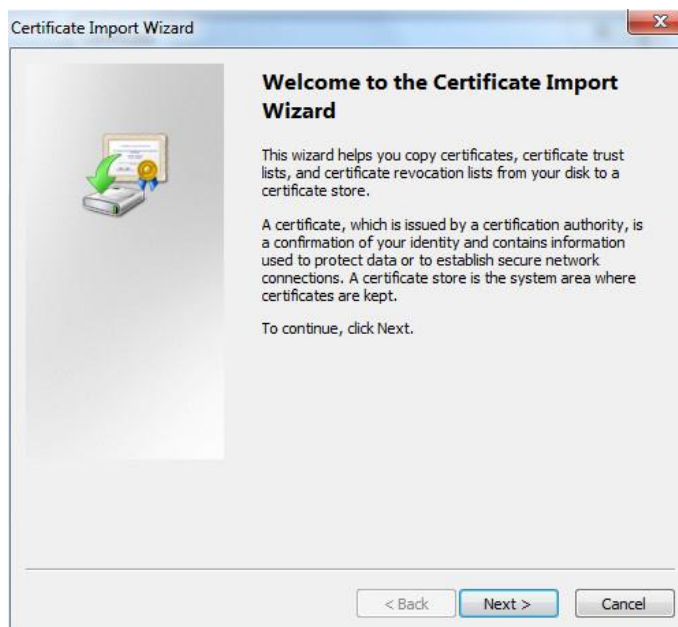 Certificate Import Wizard
Welcome to the Certificate Import
Wizard
This wizard helps you copy certificates, certificate trust
lists, and certificate revocation lists from your disk to a
certificate store.
A certificate, which is issued by a certification authority, is
a confirmation of your identity and contains information
used to protect data or to establish secure network
connections. A certificate store is the system area where
certificates are kept.
To continue, click Next.
< Back Next > Cancel